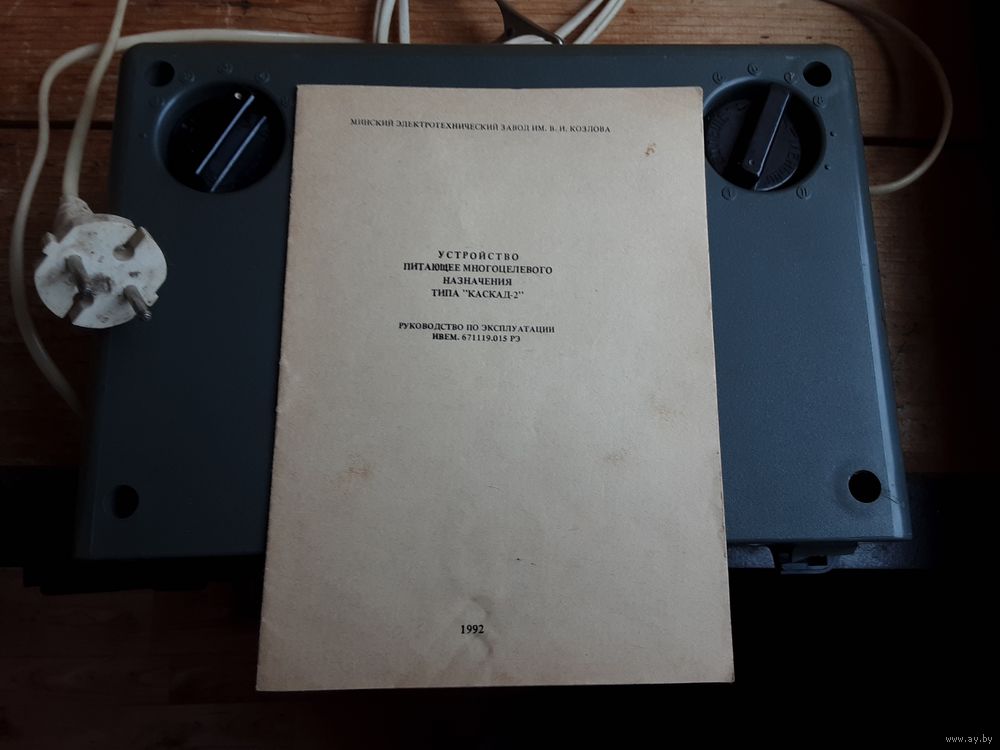 МИНСКИЙ ЭЛЕКТРОТЕХНИЧЕСКИЙ ЗАВОД ИМ. В. И. КОЗЛОВА
УСТРОЙСТВО
ПИТАЮЩЕЕ МНОГОЦЕЛЕВОГО
НАЗНАЧЕНИЯ
ТИПА "КАСКАД-2"
РУКОВОДСТВО ПО ЭКСПЛУАТАЦИИ
ИВЕМ. 671119.015 РЭ
1992
www.ay.by